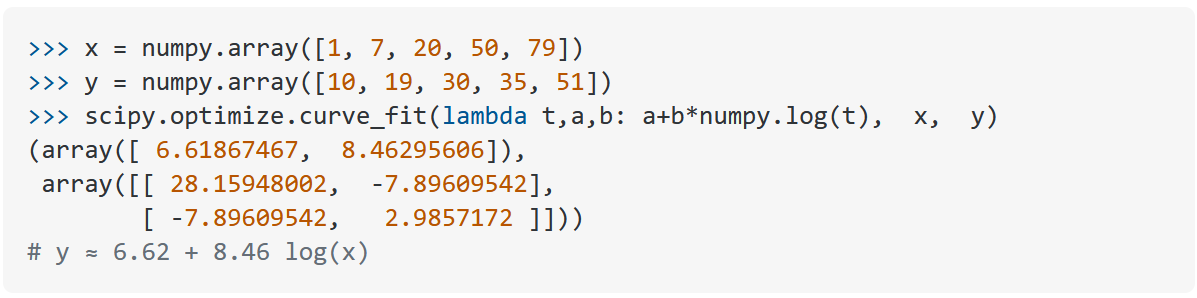 >>> x = numpy.array([1, 7, 20, 50, 79])
>>> y = numpy.array([10, 19, 30, 35, 51])
>>> scipy.optimize.curve_fit(lambda t,a,b: a+b*numpy.log(t),  x,  y)
(array([ 6.61867467,  8.46295606]),
 array([[ 28.15948002,  -7.89609542],
        [ -7.89609542,   2.9857172 ]]))
# y ≈ 6.62 + 8.46 log(x)